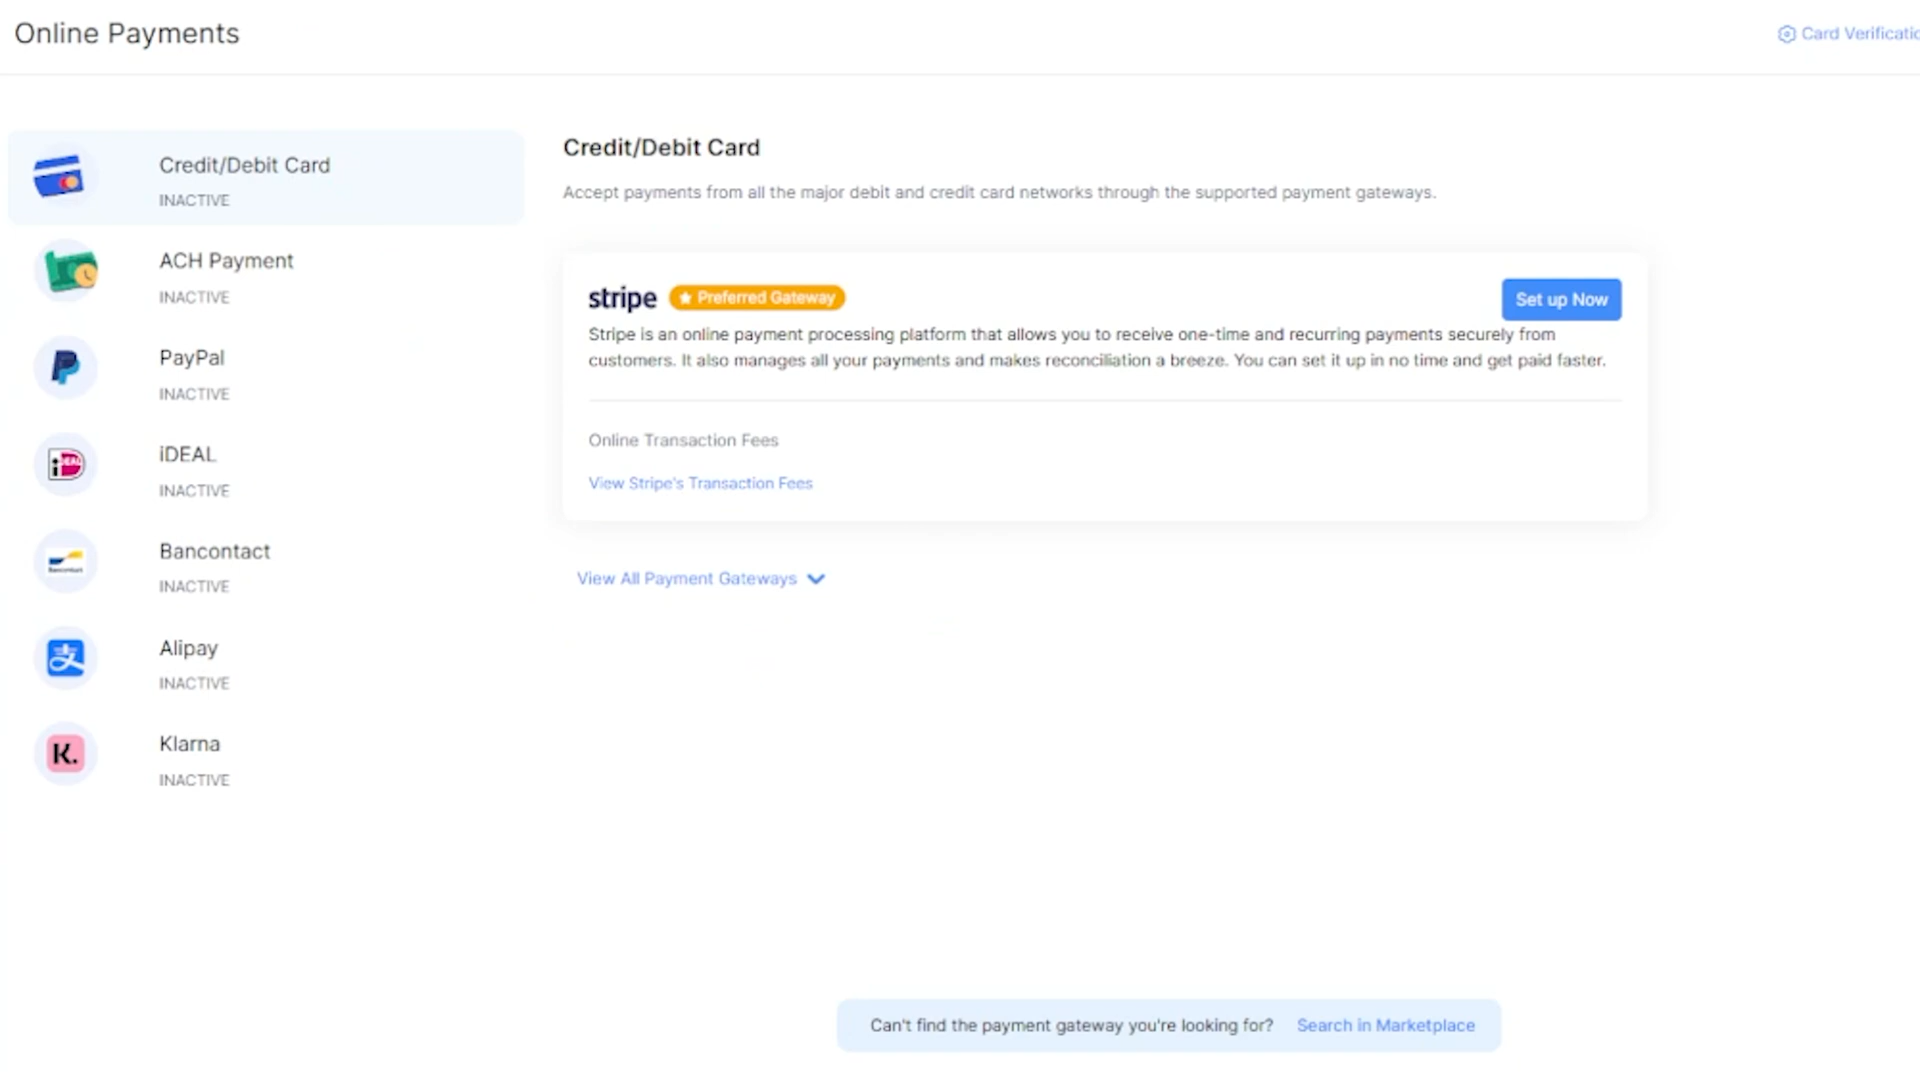 Online Payments
Card Verificatio
Credit/Debit Card
INACTIVE
ACH Payment
INACTIVE
PayPal
INACTIVE
iDEAL
INACTIVE
Bancontact
INACTIVE
Alipay
INACTIVE
K.
Klarna
INACTIVE
Credit/Debit Card
Accept payments from all the major debit and credit card networks through the supported payment gateways.
stripe Preferred Gateway
Set up Now
Stripe is an online payment processing platform that allows you to receive one-time and recurring payments securely from
customers. It also manages all your payments and makes reconciliation a breeze. You can set it up in no time and get paid faster.
Online Transaction Fees
View Stripe's Transaction Fees
View All Payment Gateways
Can't find the payment gateway you're looking for? Search in Marketplace